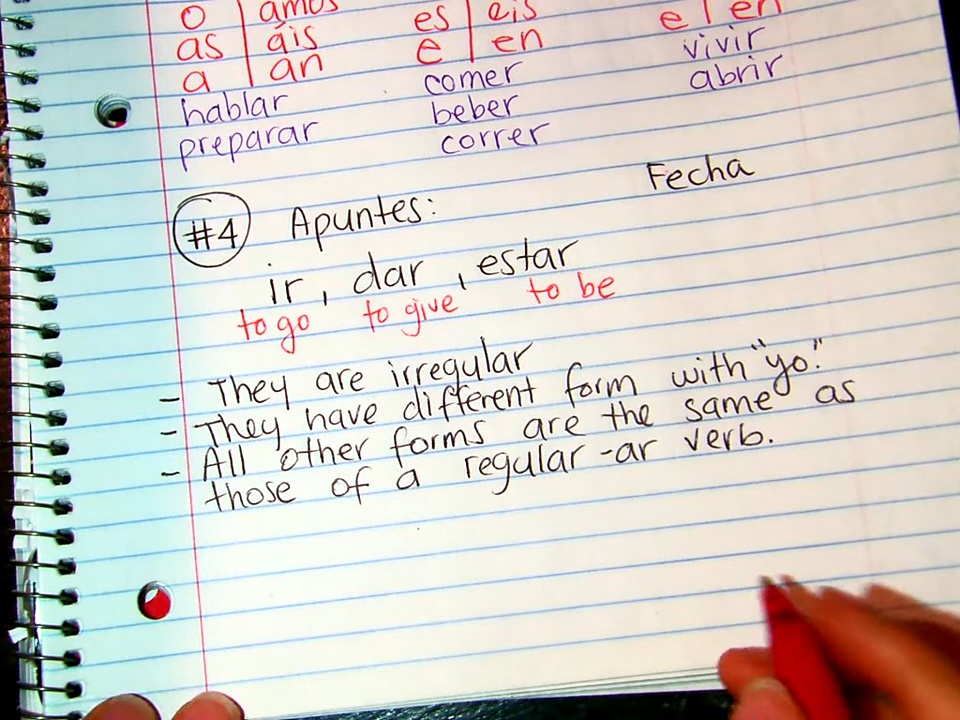 o amos es éis e en
as áis e en vivir
a an comer abrir
hablar beber
preparar correr
Fecha
#4 Apuntes:
ir, dar, estar
to go to give to be
- They are irregular
- They have different form with "yo."
- All other forms are the same as
those of a regular -ar verb.